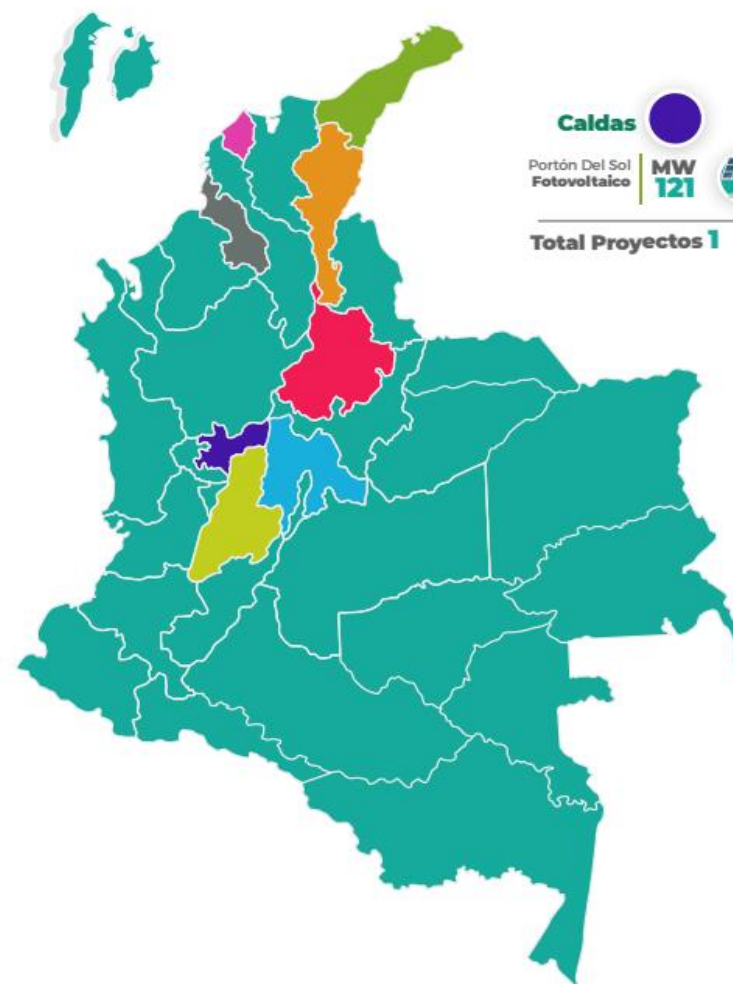 Caldas
Portón Del Sol
Fotovoltaico
MW
121
Total Proyectos 1